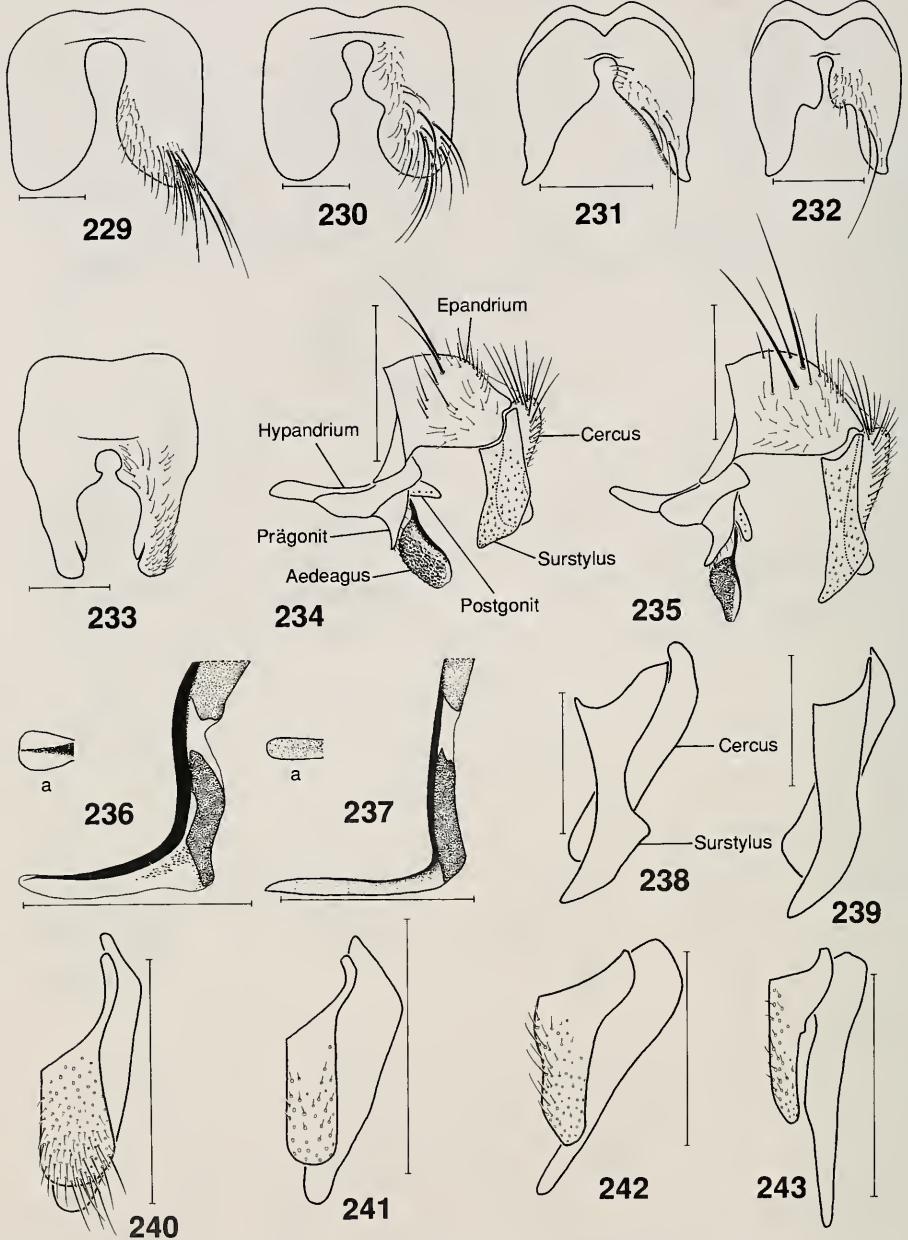 229
230
231
232
Epandrium
Hypandrium
Cercus
Prägonit
Surstylus
Aedeagus
Postgonit
233
234
235
a
a
236
237
Cercus
Surstylus
238
239
240
241
242
243